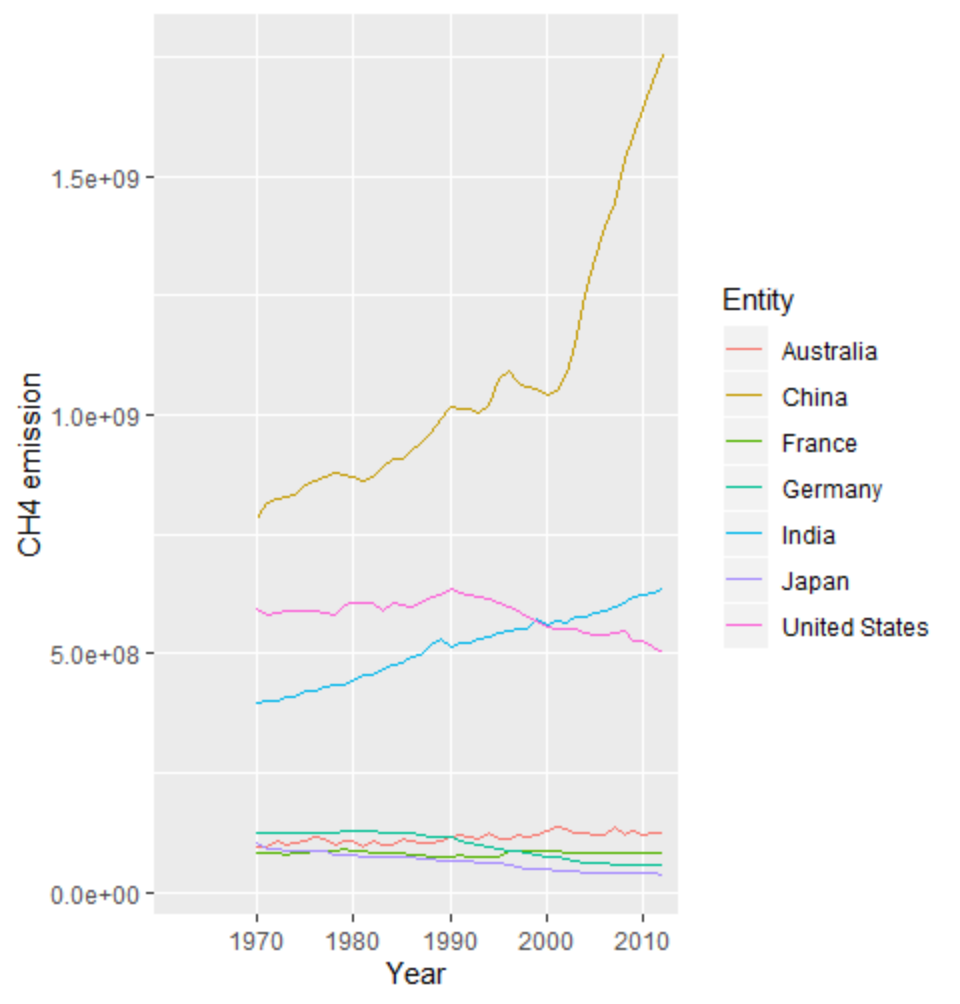 CH4 emission
1.5e+09
1.0e+09
5.0e+08
0.0e+00
1970 1980 1990 2000 2010
Year
Entity
Australia
China
France
Germany
India
Japan
United States